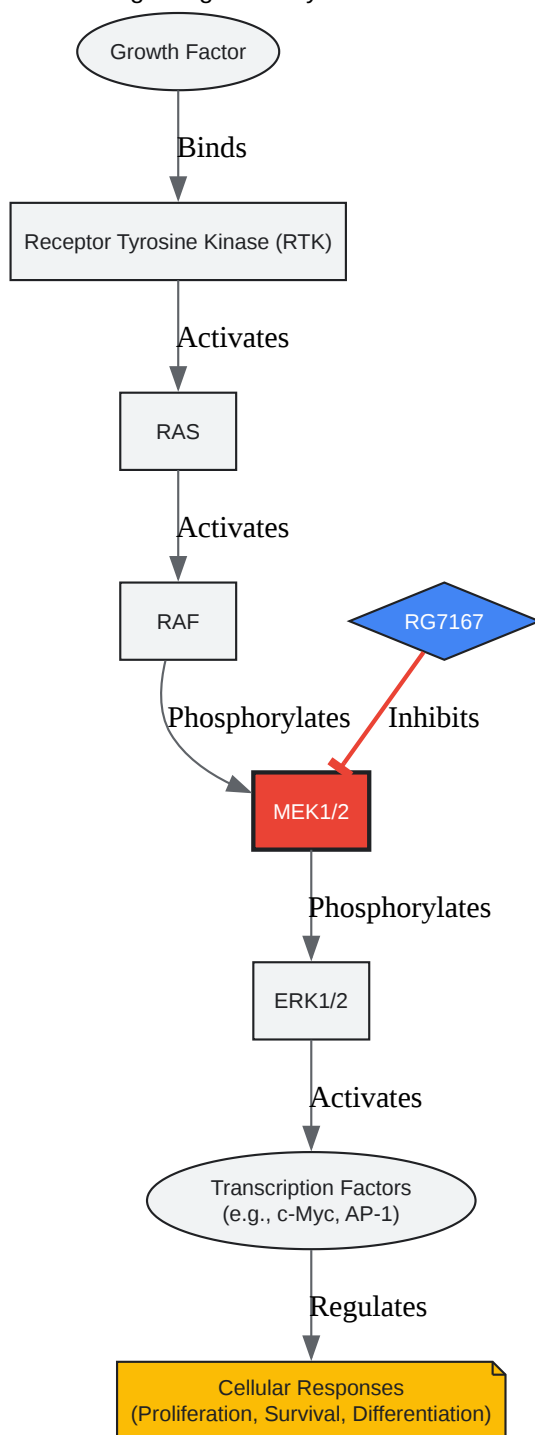 Growth Factor
Binds
Receptor Tyrosine Kinase (RTK)
Activates
RAS
Activates
RAF
RG7167
Phosphorylates
Inhibits
MEK1/2
Phosphorylates
ERK1/2
Activates
Transcription Factors
(e.g., c-Myc, AP-1)
Regulates
Cellular Responses
(Proliferation, Survival, Differentiation)